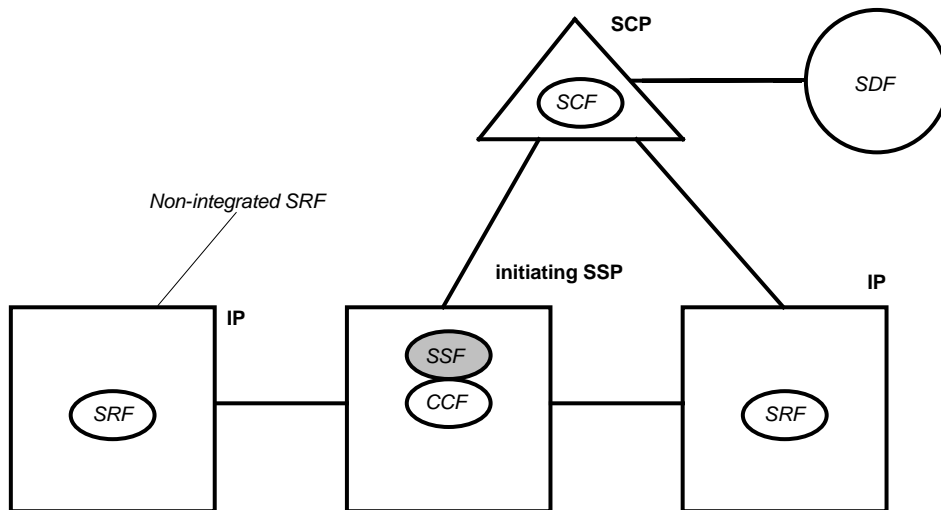 SCP
SCF
SDF
Non-integrated SRF
initiating SSP
IP
IP
SSF
CCF
SRF
SRF